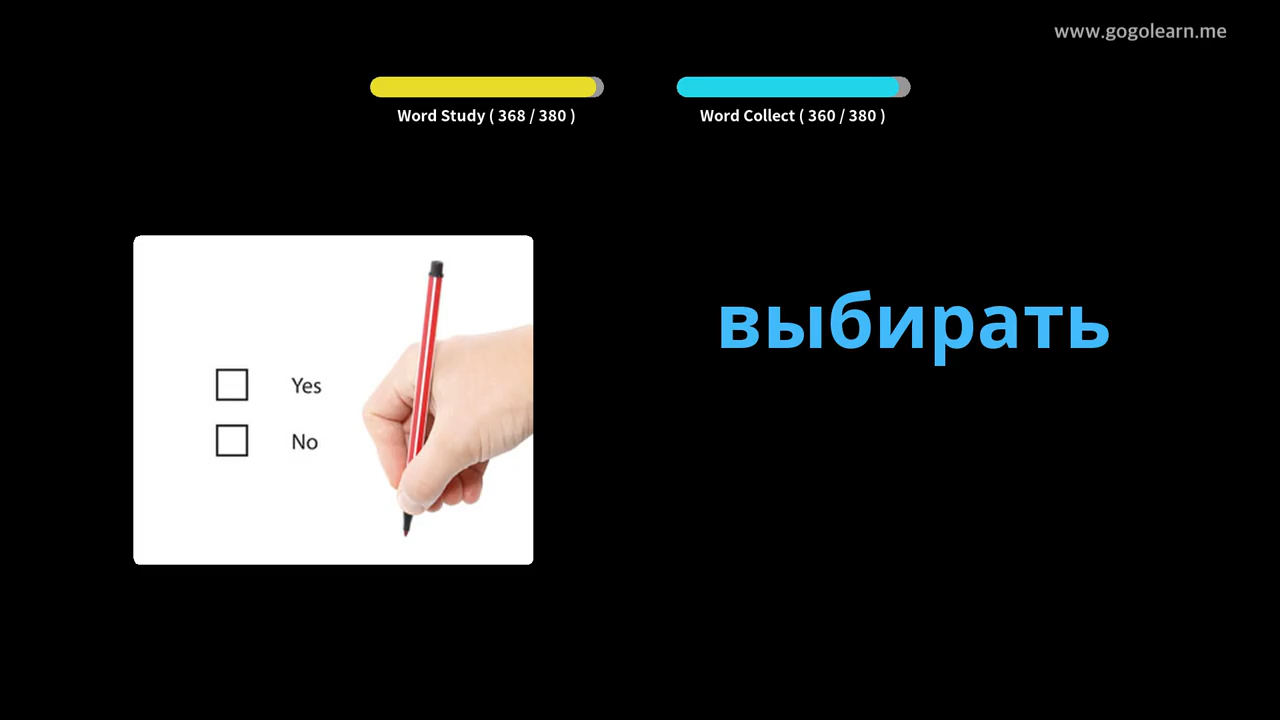 www.gogolearn.me
Word Study ( 368 / 380 )
Word Collect ( 360 / 380 )
выбирать
Yes
No